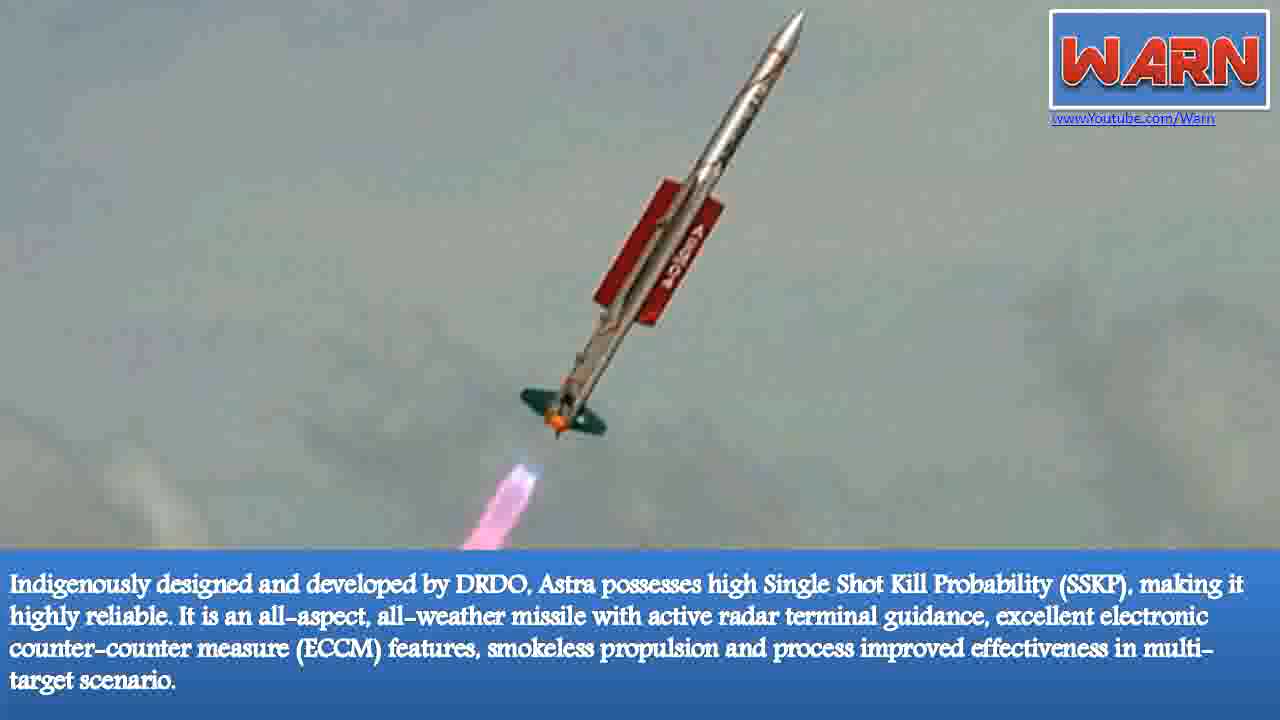 WARN
www.Youtube.com/Warn
Indigenously designed and developed by DRDO, Astra possesses high Single Shot Kill Probability (SSKP), making it
highly reliable. It is an all-aspect, all-weather missile with active radar terminal guidance, excellent electronic
counter-counter measure (ECCM) features, smokeless propulsion and process improved effectiveness in multi-
target scenario.